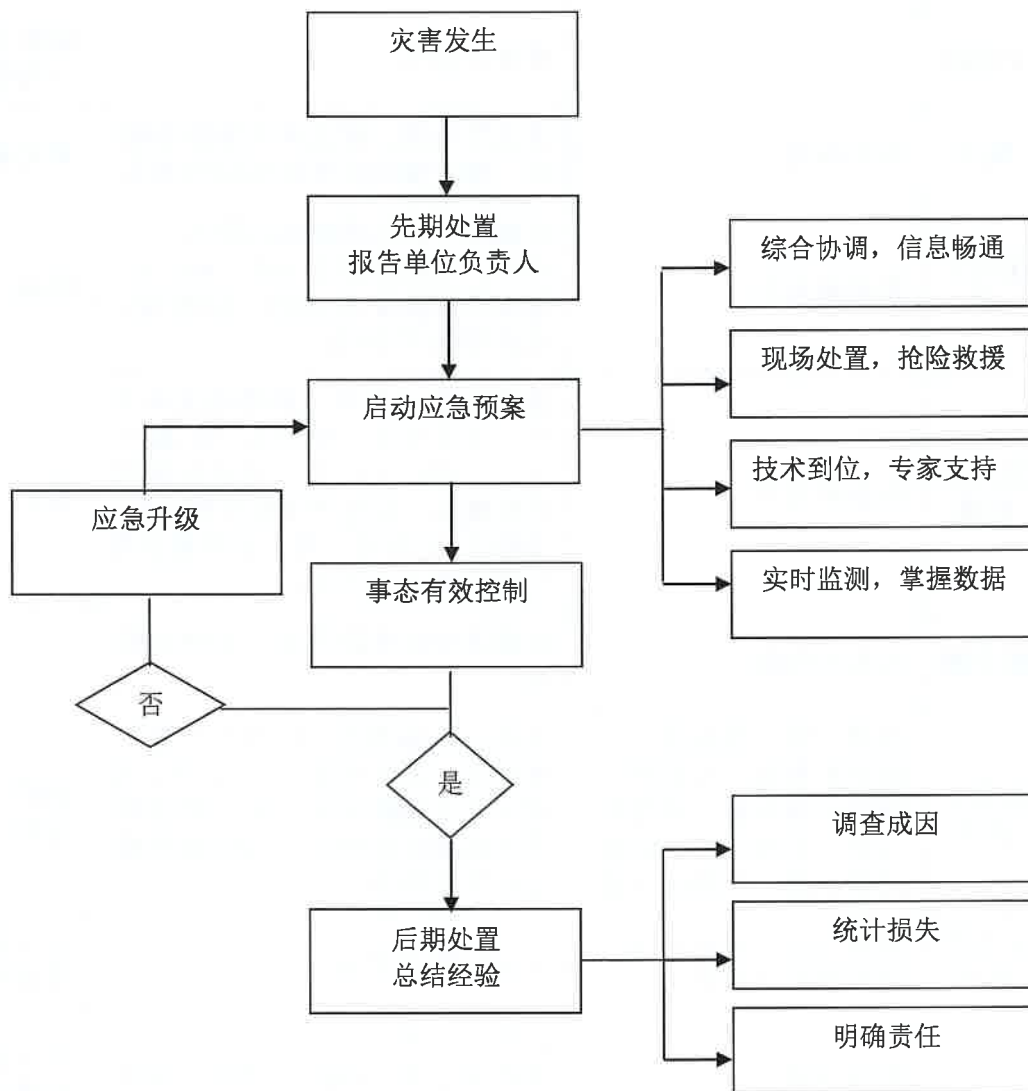 灾害发生
先期处置
报告单位负责人
综合协调，信息畅通
现场处置，抢险救援
启动应急预案
技术到位，专家支持
应急升级
实时监测，掌握数据
事态有效控制
否
是
调查成因
后期处置
总结经验
统计损失
明确责任